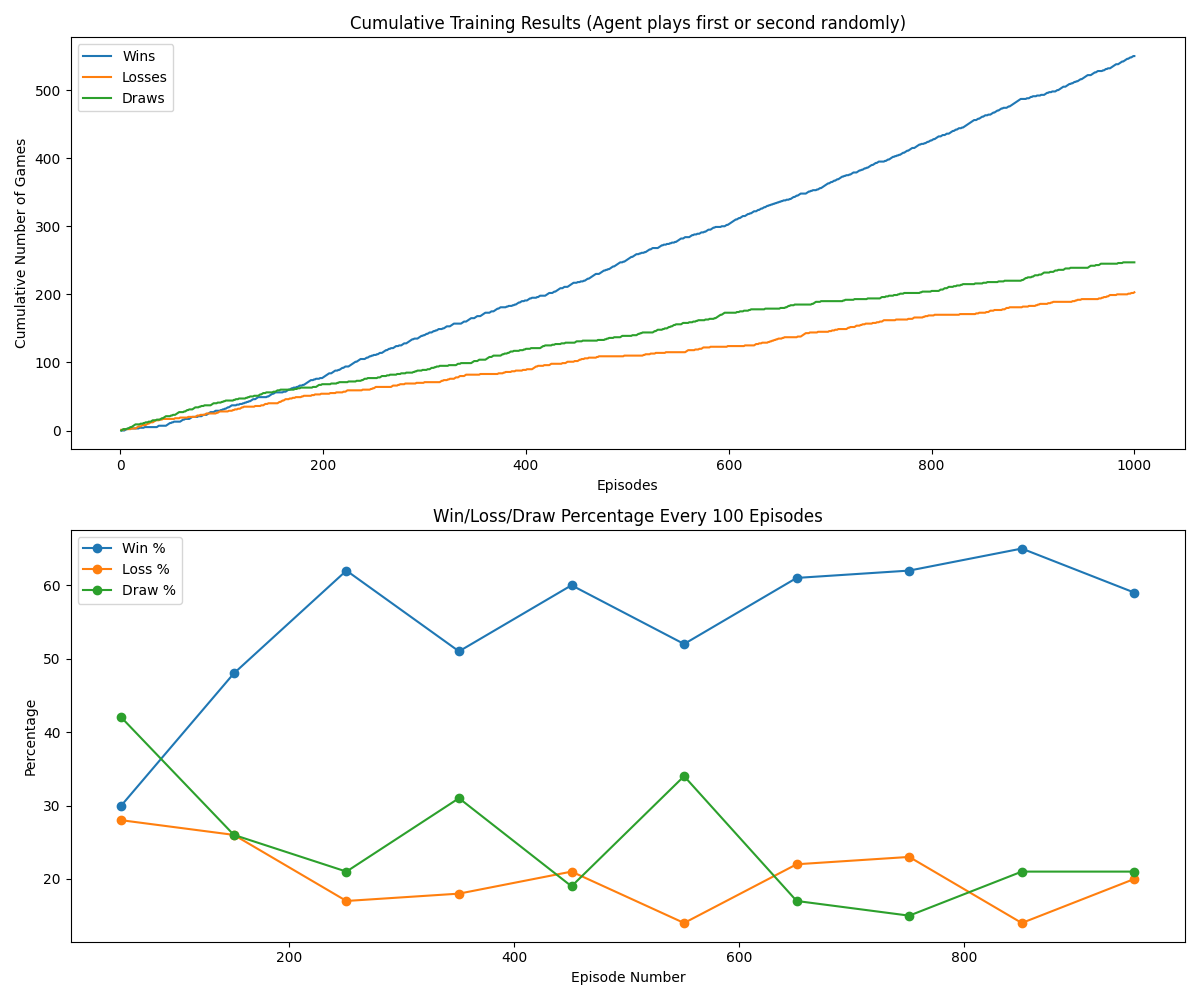 Cumulative Training Results (Agent plays first or second randomly)
Wins
Losses
Draws
Cumulative Number of Games
500
400
300
200
100
0
0 200 400 600 800 1000
Episodes
Win/Loss/Draw Percentage Every 100 Episodes
Win %
Loss %
Draw %
Percentage
60
50
40
30
20
200 400 600 800
Episode Number